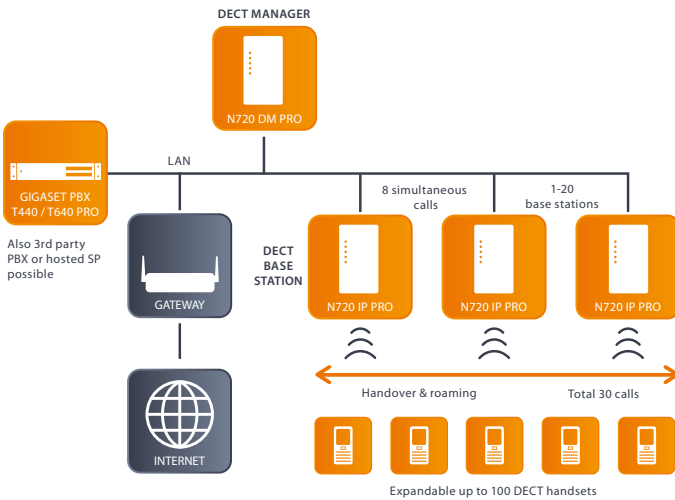 DECT MANAGER
N720 DM PRO
LAN
GIGASET PBX
T440 / T640 PRO
Also 3rd party
PBX or hosted SP
possible
8 simultaneous
calls
1-20
base stations
DECT
BASE
STATION
GATEWAY
N720 IP PRO
N720 IP PRO
N720 IP PRO
INTERNET
Handover & roaming
Total 30 calls
Expandable up to 100 DECT handsets